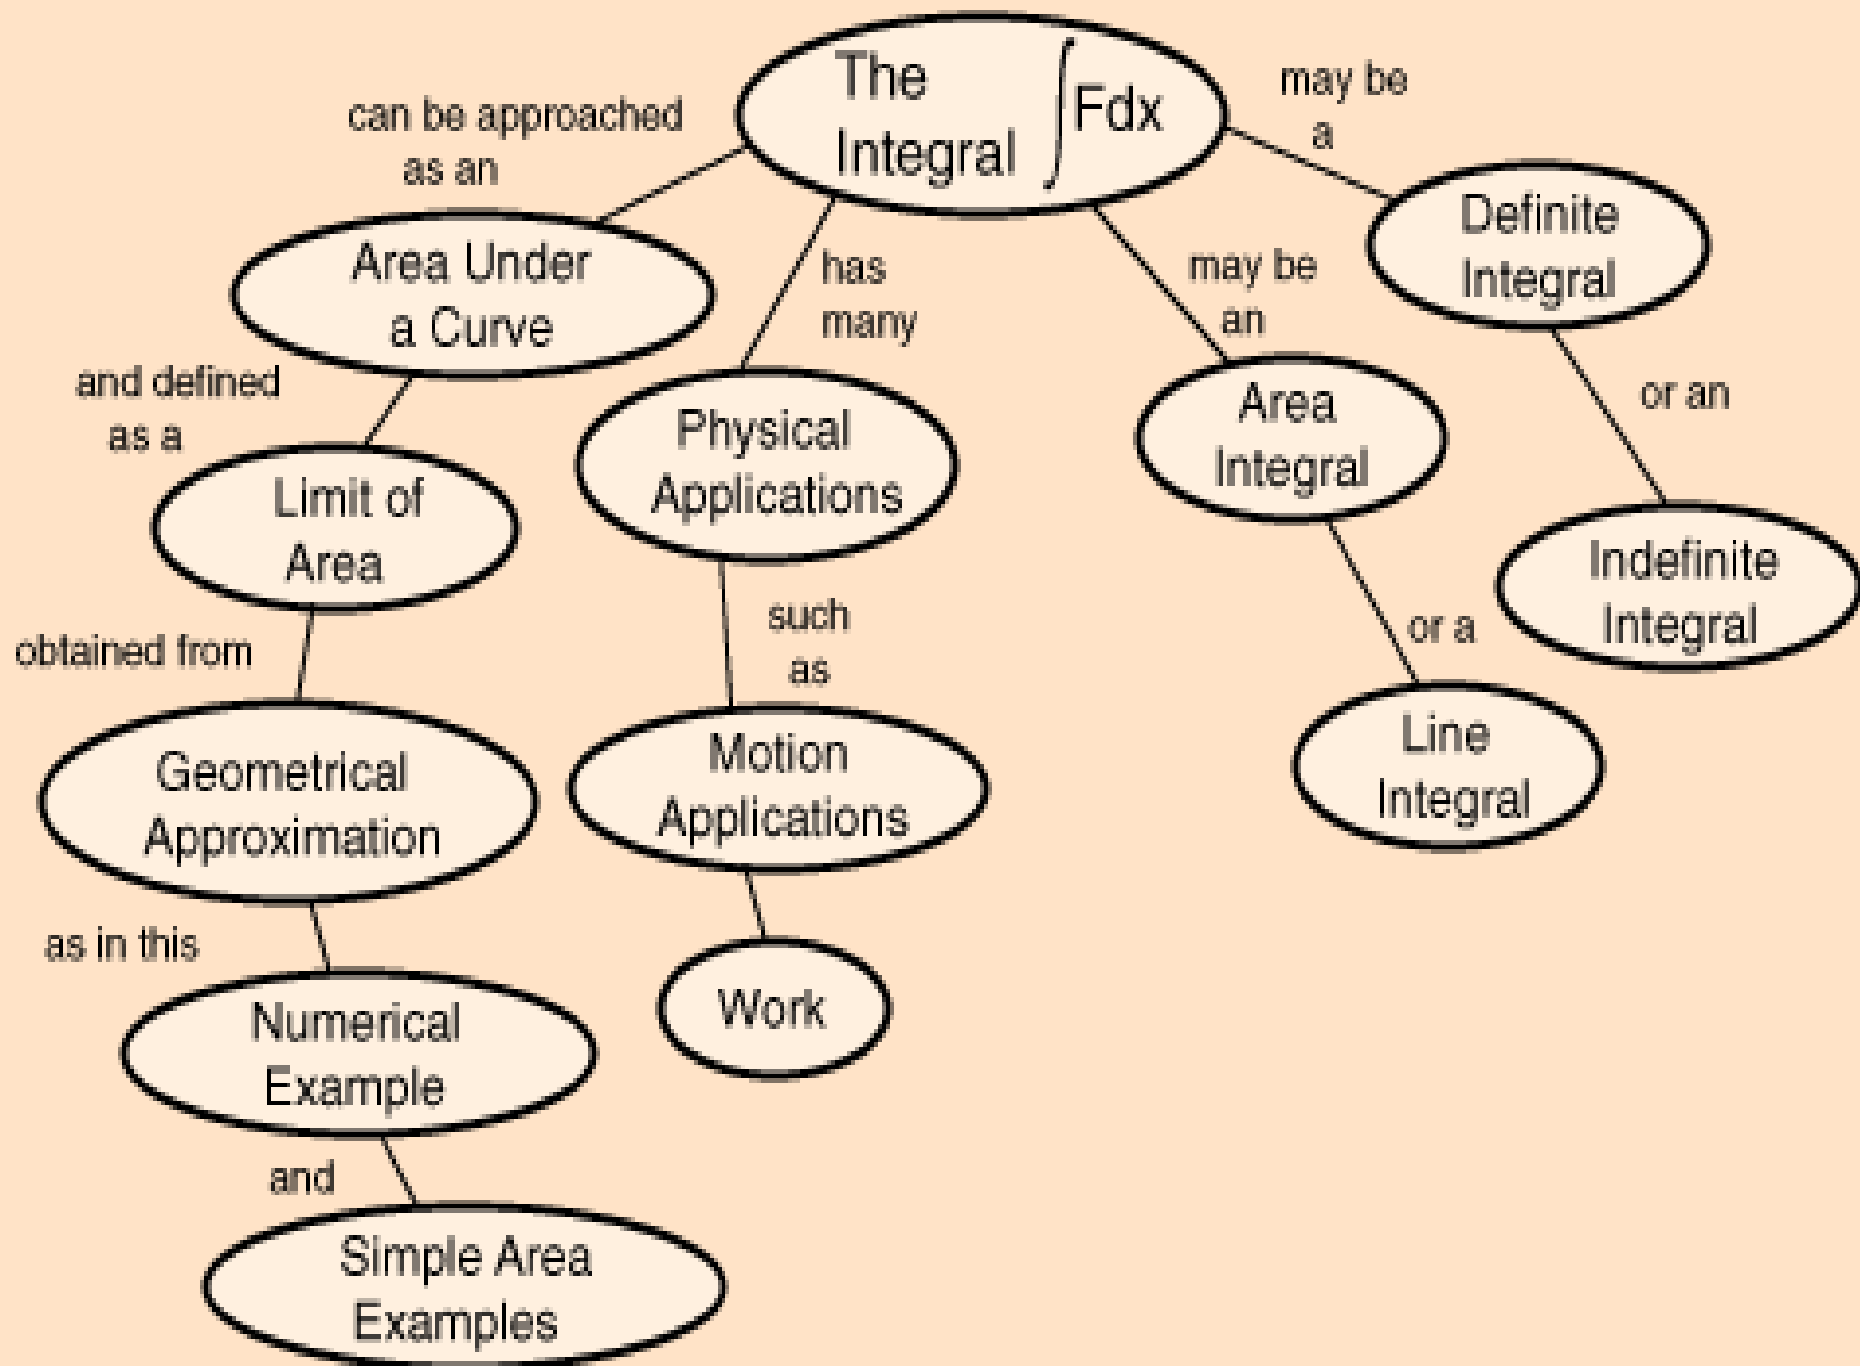 The
Integral ∫Fdx
can be approached
as an
Area Under
a Curve
and defined
as a
Limit of
Area
obtained from
Geometrical
Approximation
as in this
Numerical
Example
and
Simple Area
Examples
has
many
Physical
Applications
such
as
Motion
Applications
Work
may be
an
Area
Integral
or a
Line
Integral
may be
a
Definite
Integral
or an
Indefinite
Integral